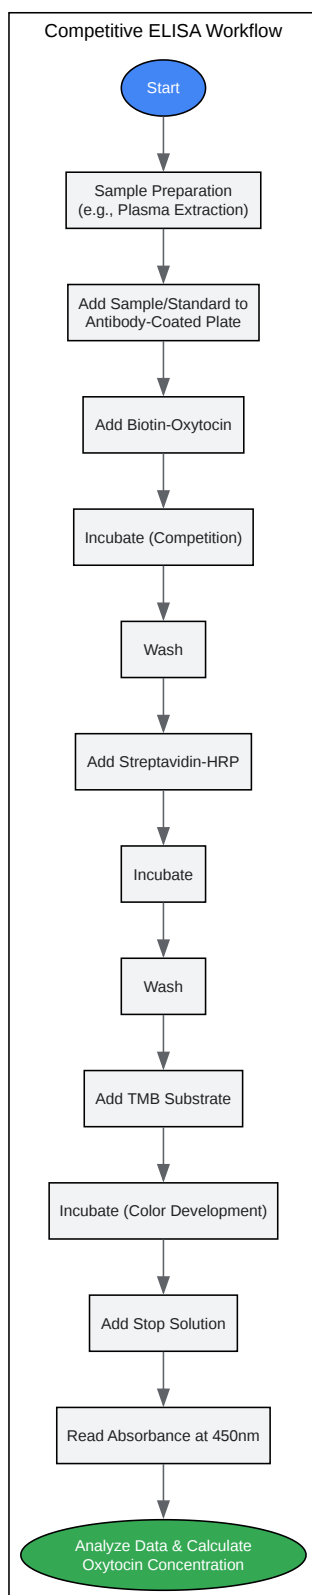 Competitive ELISA Workflow
Start
Sample Preparation
(e.g., Plasma Extraction)
Add Sample/Standard to
Antibody-Coated Plate
Add Biotin-Oxytocin
Incubate (Competition)
Wash
Add Streptavidin-HRP
Incubate
Wash
Add TMB Substrate
Incubate (Color Development)
Add Stop Solution
Read Absorbance at 450nm
Analyze Data & Calculate
Oxytocin Concentration